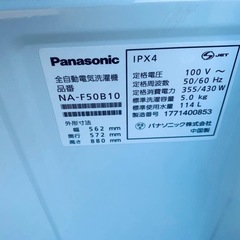 Panasonic
全自動電気洗濯機
品番
NA-F50B10
外形寸法
幅 562 mm
奥行 572 mm
高さ 880 mm
IPX4
JET
定格電圧 100 V～
定格周波数 50/60 Hz
定格消費電力 355/430 W
標準洗濯容量 5.0 kg
標準使用水量 114 L
製造番号 1771400853
パナソニック株式会社
中国製